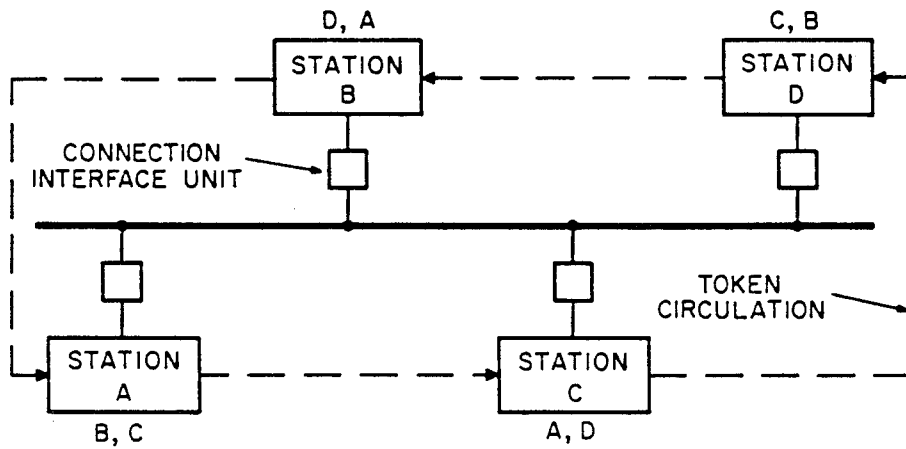 D, A
C, B
STATION
B
STATION
D
CONNECTION
INTERFACE UNIT
TOKEN
CIRCULATION
STATION
A
STATION
C
B, C
A, D